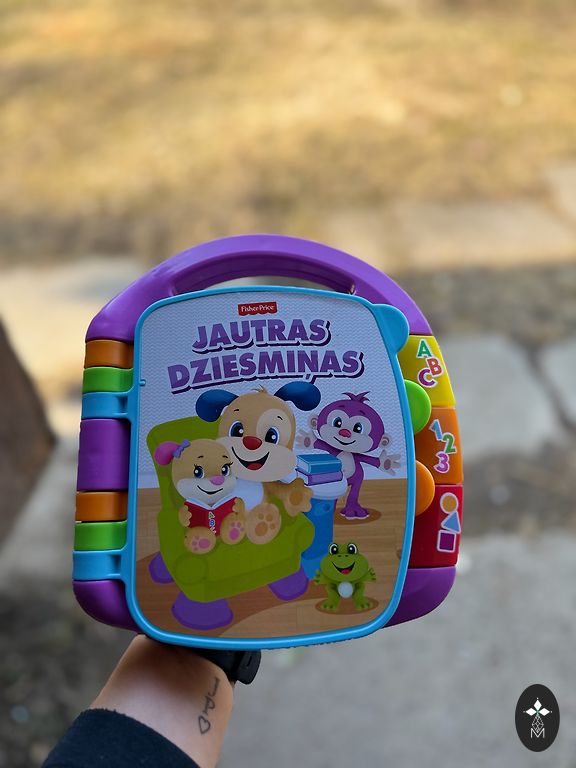 Fisher-Price
JAUTRAS
DZIESMIŅAS
ABC
123
M